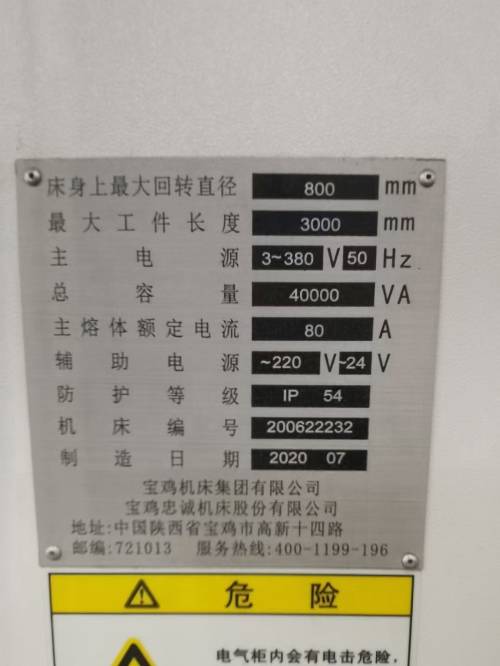 床身上最大回转直径 800 mm
最大工件长度 3000 mm
主电源 3~380 V 50 Hz
总容量 40000 VA
主熔体额定电流 80 A
辅助电源 ~220 V ~24 V
防护等级 IP 54
机床编号 200622232
制造日期 2020 07
宝鸡机床集团有限公司
宝鸡忠诚机床股份有限公司
地址:中国陕西省宝鸡市高新十四路
邮编:721013 服务热线:400-1199-196
危险
电气柜内会有电击危险,